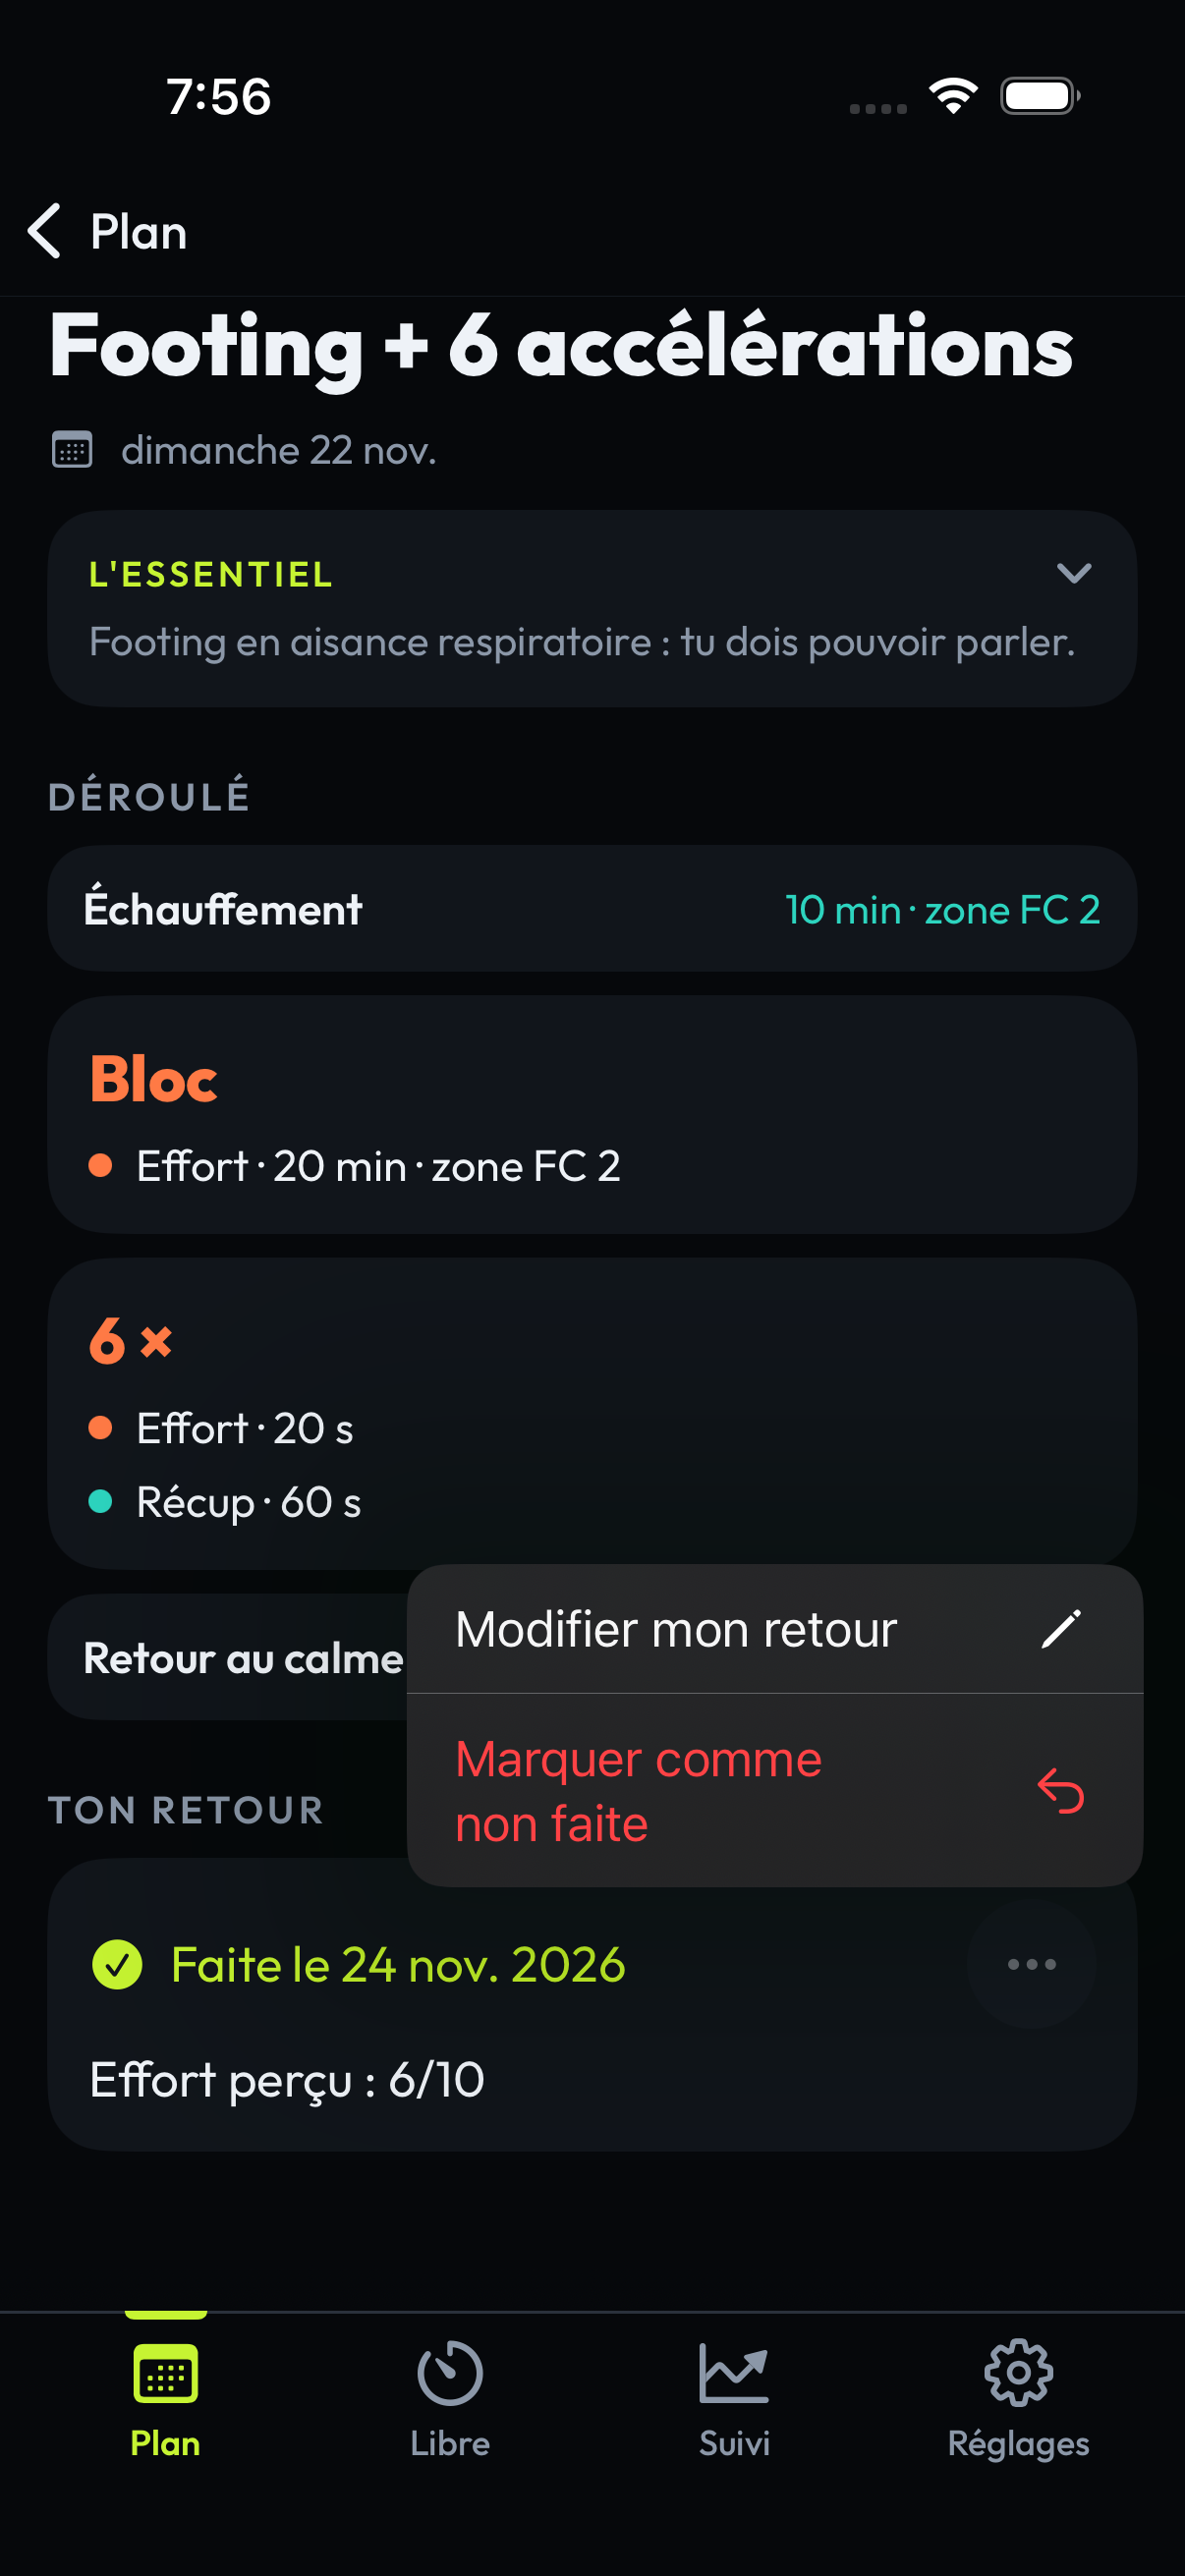 7:56
Plan
Footing + 6 accélérations
dimanche 22 nov.
L'ESSENTIEL
Footing en aisance respiratoire : tu dois pouvoir parler.
DÉROULÉ
Échauffement
10 min · zone FC 2
Bloc
Effort · 20 min · zone FC 2
6 ×
Effort · 20 s
Récup · 60 s
Modifier mon retour
Retour au calme
Marquer comme
non faite
TON RETOUR
Faite le 24 nov. 2026
Effort perçu : 6/10
Plan
Libre
Suivi
Réglages